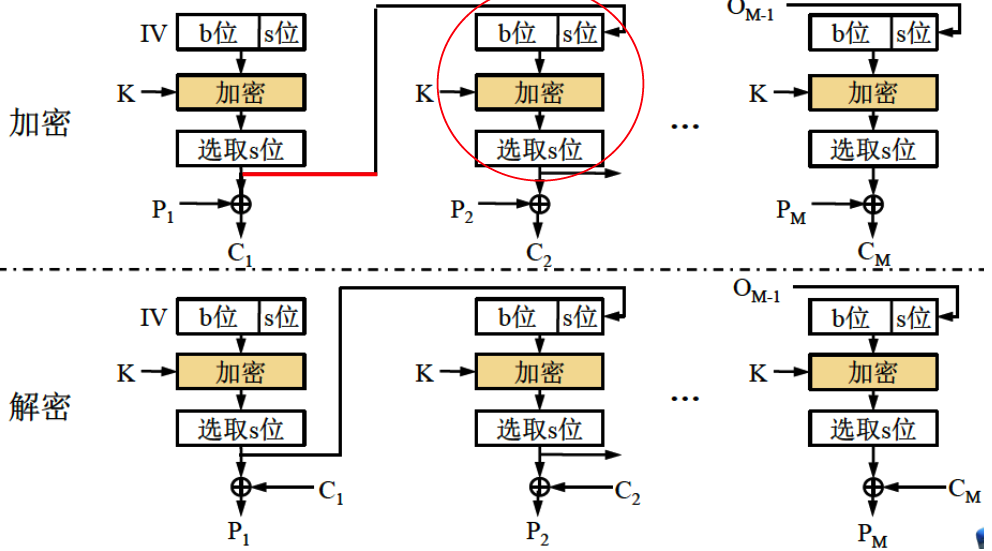 O_{M-1}
IV b位 s位 b位 s位 b位 s位
K 加密 K 加密 K 加密
加密
选取s位 选取s位 ... 选取s位
P_1 P_2 P_M
C_1 C_2 C_M
O_{M-1}
IV b位 s位 b位 s位 b位 s位
K 加密 K 加密 K 加密
解密
选取s位 选取s位 ... 选取s位
C_1 C_2 C_M
P_1 P_2 P_M